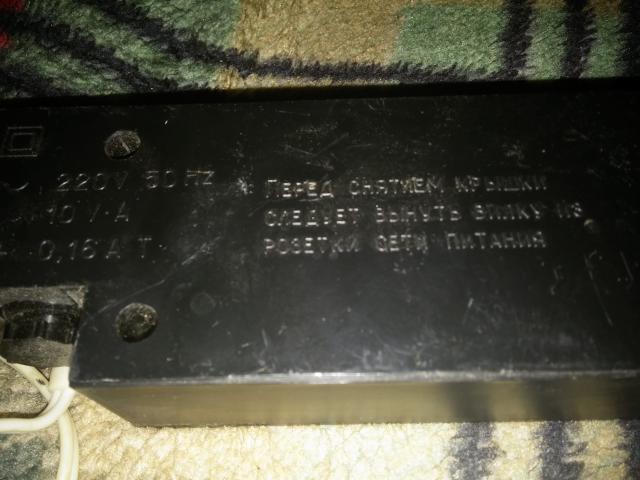 220V 50HZ
10 V·A
0,16 A T
ПЕРЕД СНЯТИЕМ КРЫШКИ
СЛЕДУЕТ ВЫНУТЬ ВИЛКУ ИЗ
РОЗЕТКИ СЕТИ ПИТАНИЯ